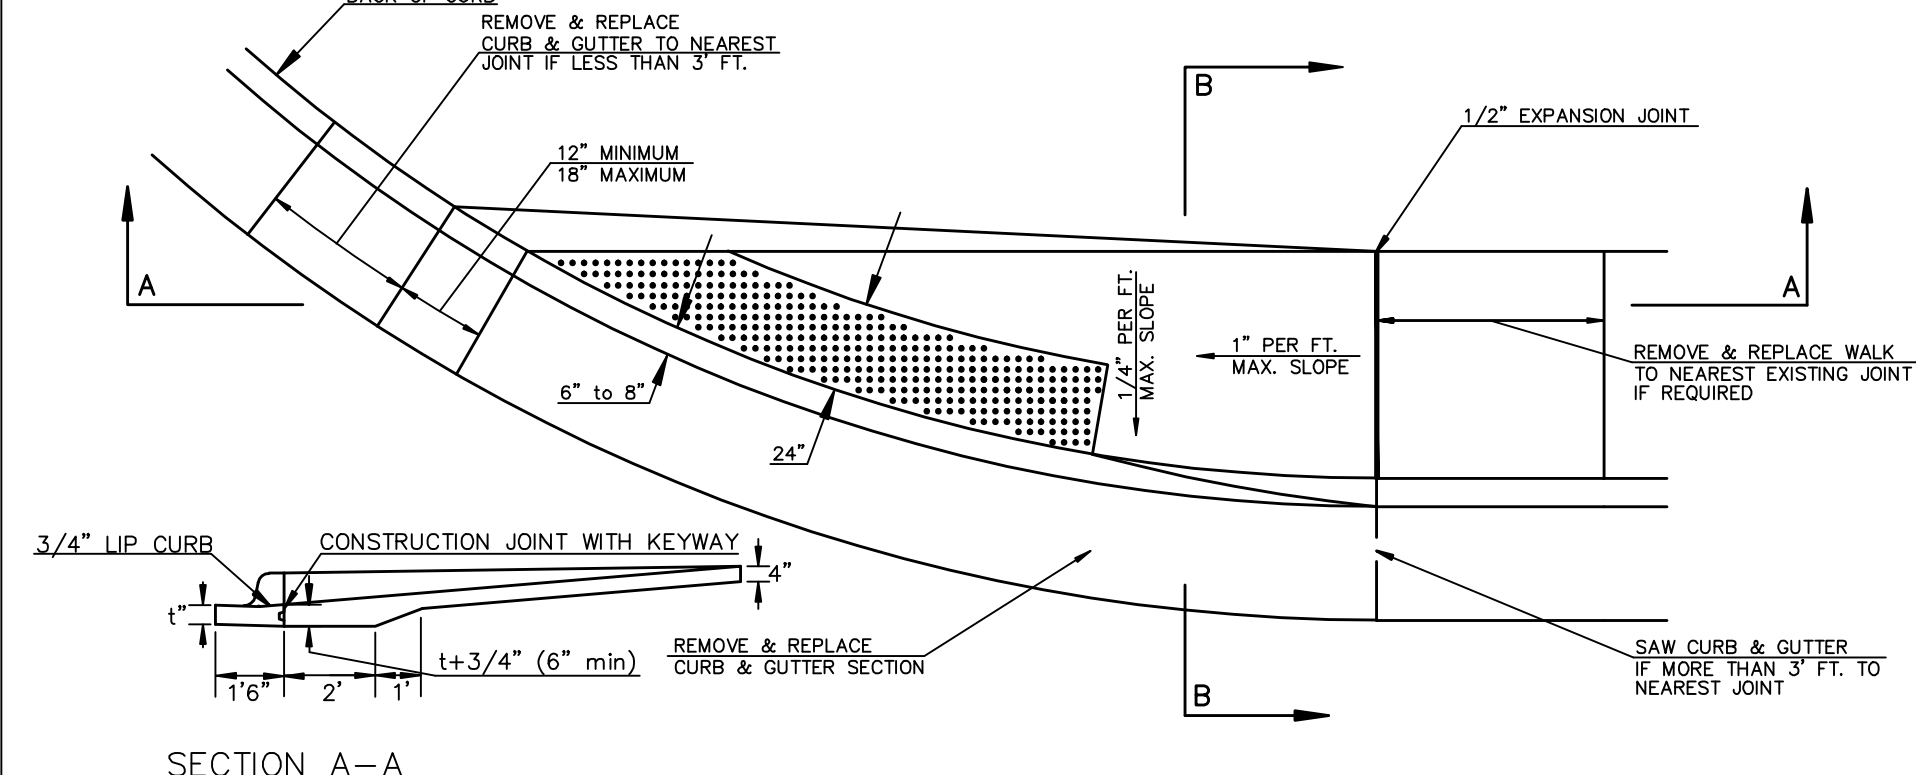 BACK OF CURB
REMOVE & REPLACE
CURB & GUTTER TO NEAREST
JOINT IF LESS THAN 3' FT.
B
1/2" EXPANSION JOINT
12" MINIMUM
18" MAXIMUM
A
A
1/4" PER FT.
MAX. SLOPE
1" PER FT.
MAX. SLOPE
REMOVE & REPLACE WALK
TO NEAREST EXISTING JOINT
IF REQUIRED
6" to 8"
24"
3/4" LIP CURB
CONSTRUCTION JOINT WITH KEYWAY
4"
t"
t+3/4" (6" min)
1'6"
2'
1'
REMOVE & REPLACE
CURB & GUTTER SECTION
SAW CURB & GUTTER
IF MORE THAN 3' FT. TO
NEAREST JOINT
B
SECTION A-A